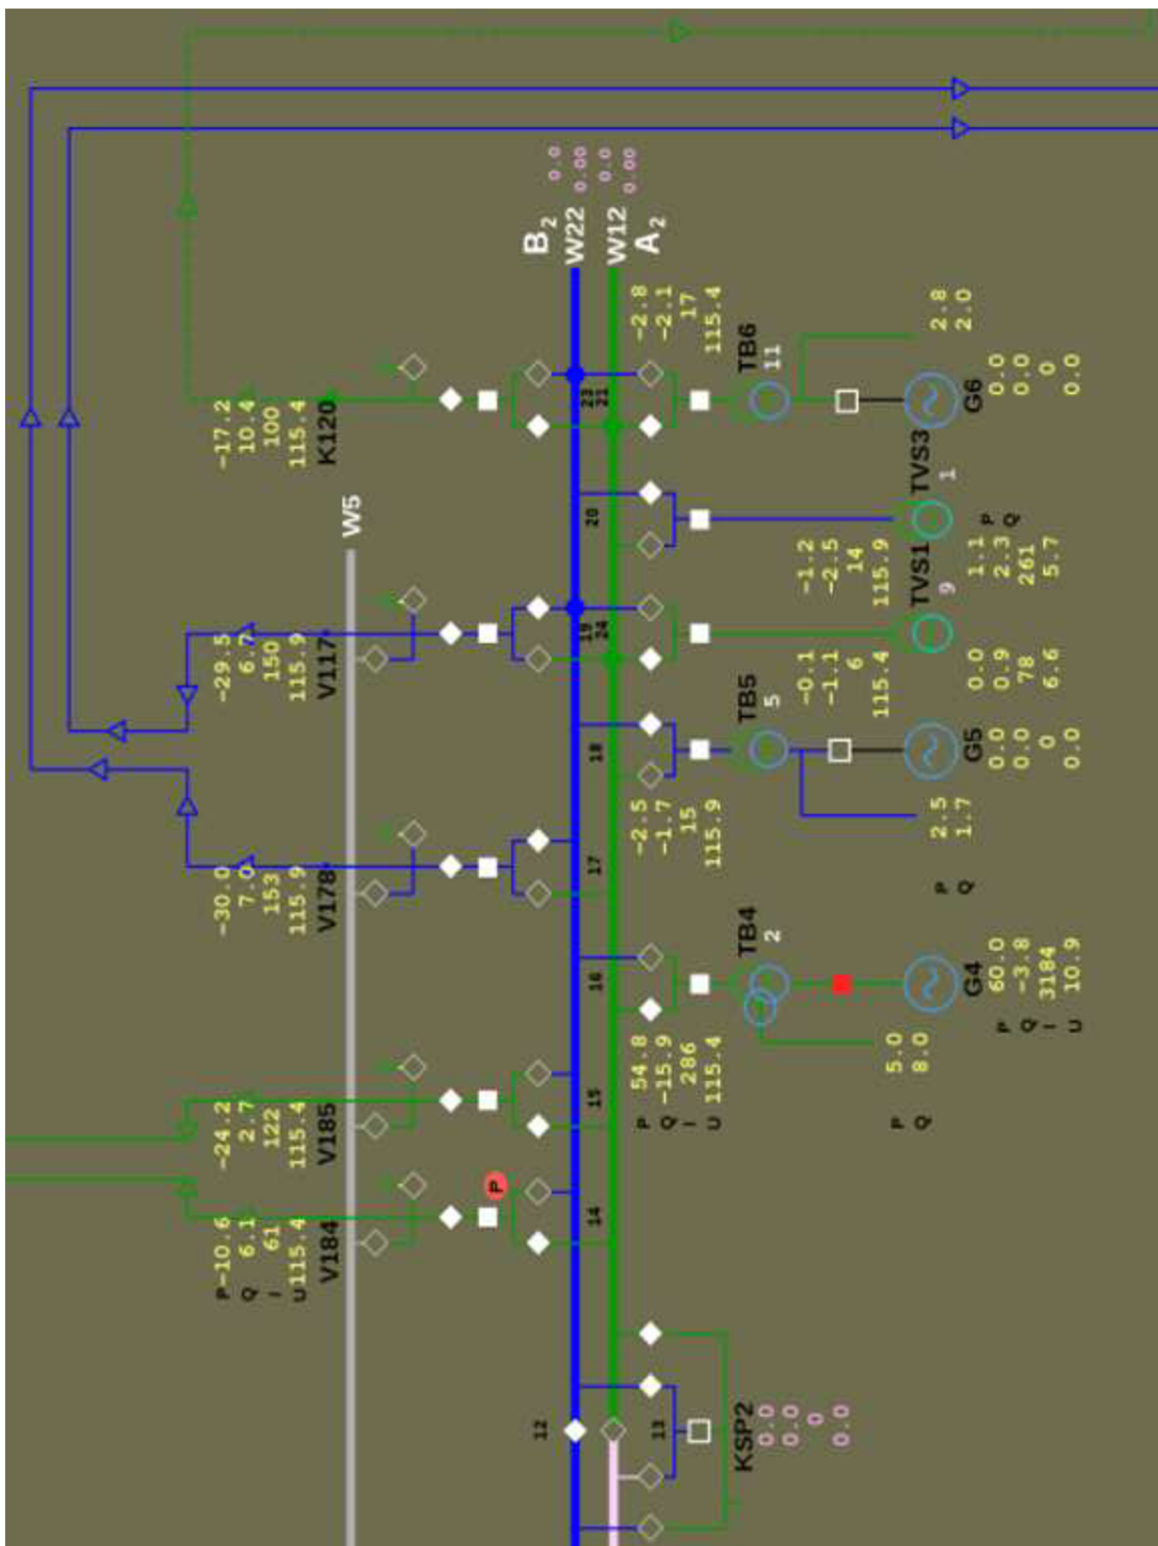 0.0
0.00
0.0
0.00
B2
W22
W12
A2
-17.2
10.4
100
115.4
K120
23
21
-2.8
-2.1
17
115.4
TB6
11
2.8
2.0
G6
0.0
0.0
0
0.0
W5
20
TVS3
1
-1.2
-2.5
14
115.9
P
Q
1.1
2.3
261
5.7
-29.5
6.7
150
115.9
V117
19
24
TVS1
9
-0.1
-1.1
6
115.4
0.0
0.9
78
6.6
18
TB5
5
-2.5
-1.7
15
115.9
G5
0.0
0.0
0
0.0
2.5
1.7
P
Q
-30.0
7.0
153
115.9
V178
17
16
TB4
2
P 54.8
Q -15.9
I 286
U 115.4
G4
P 60.0
Q -3.8
I 3184
U 10.9
P 5.0
Q 8.0
-24.2
2.7
122
115.4
V185
15
P
P -10.6
Q 6.1
I 61
U 115.4
V184
14
12
13
KSP2
0.0
0.0
0
0.0